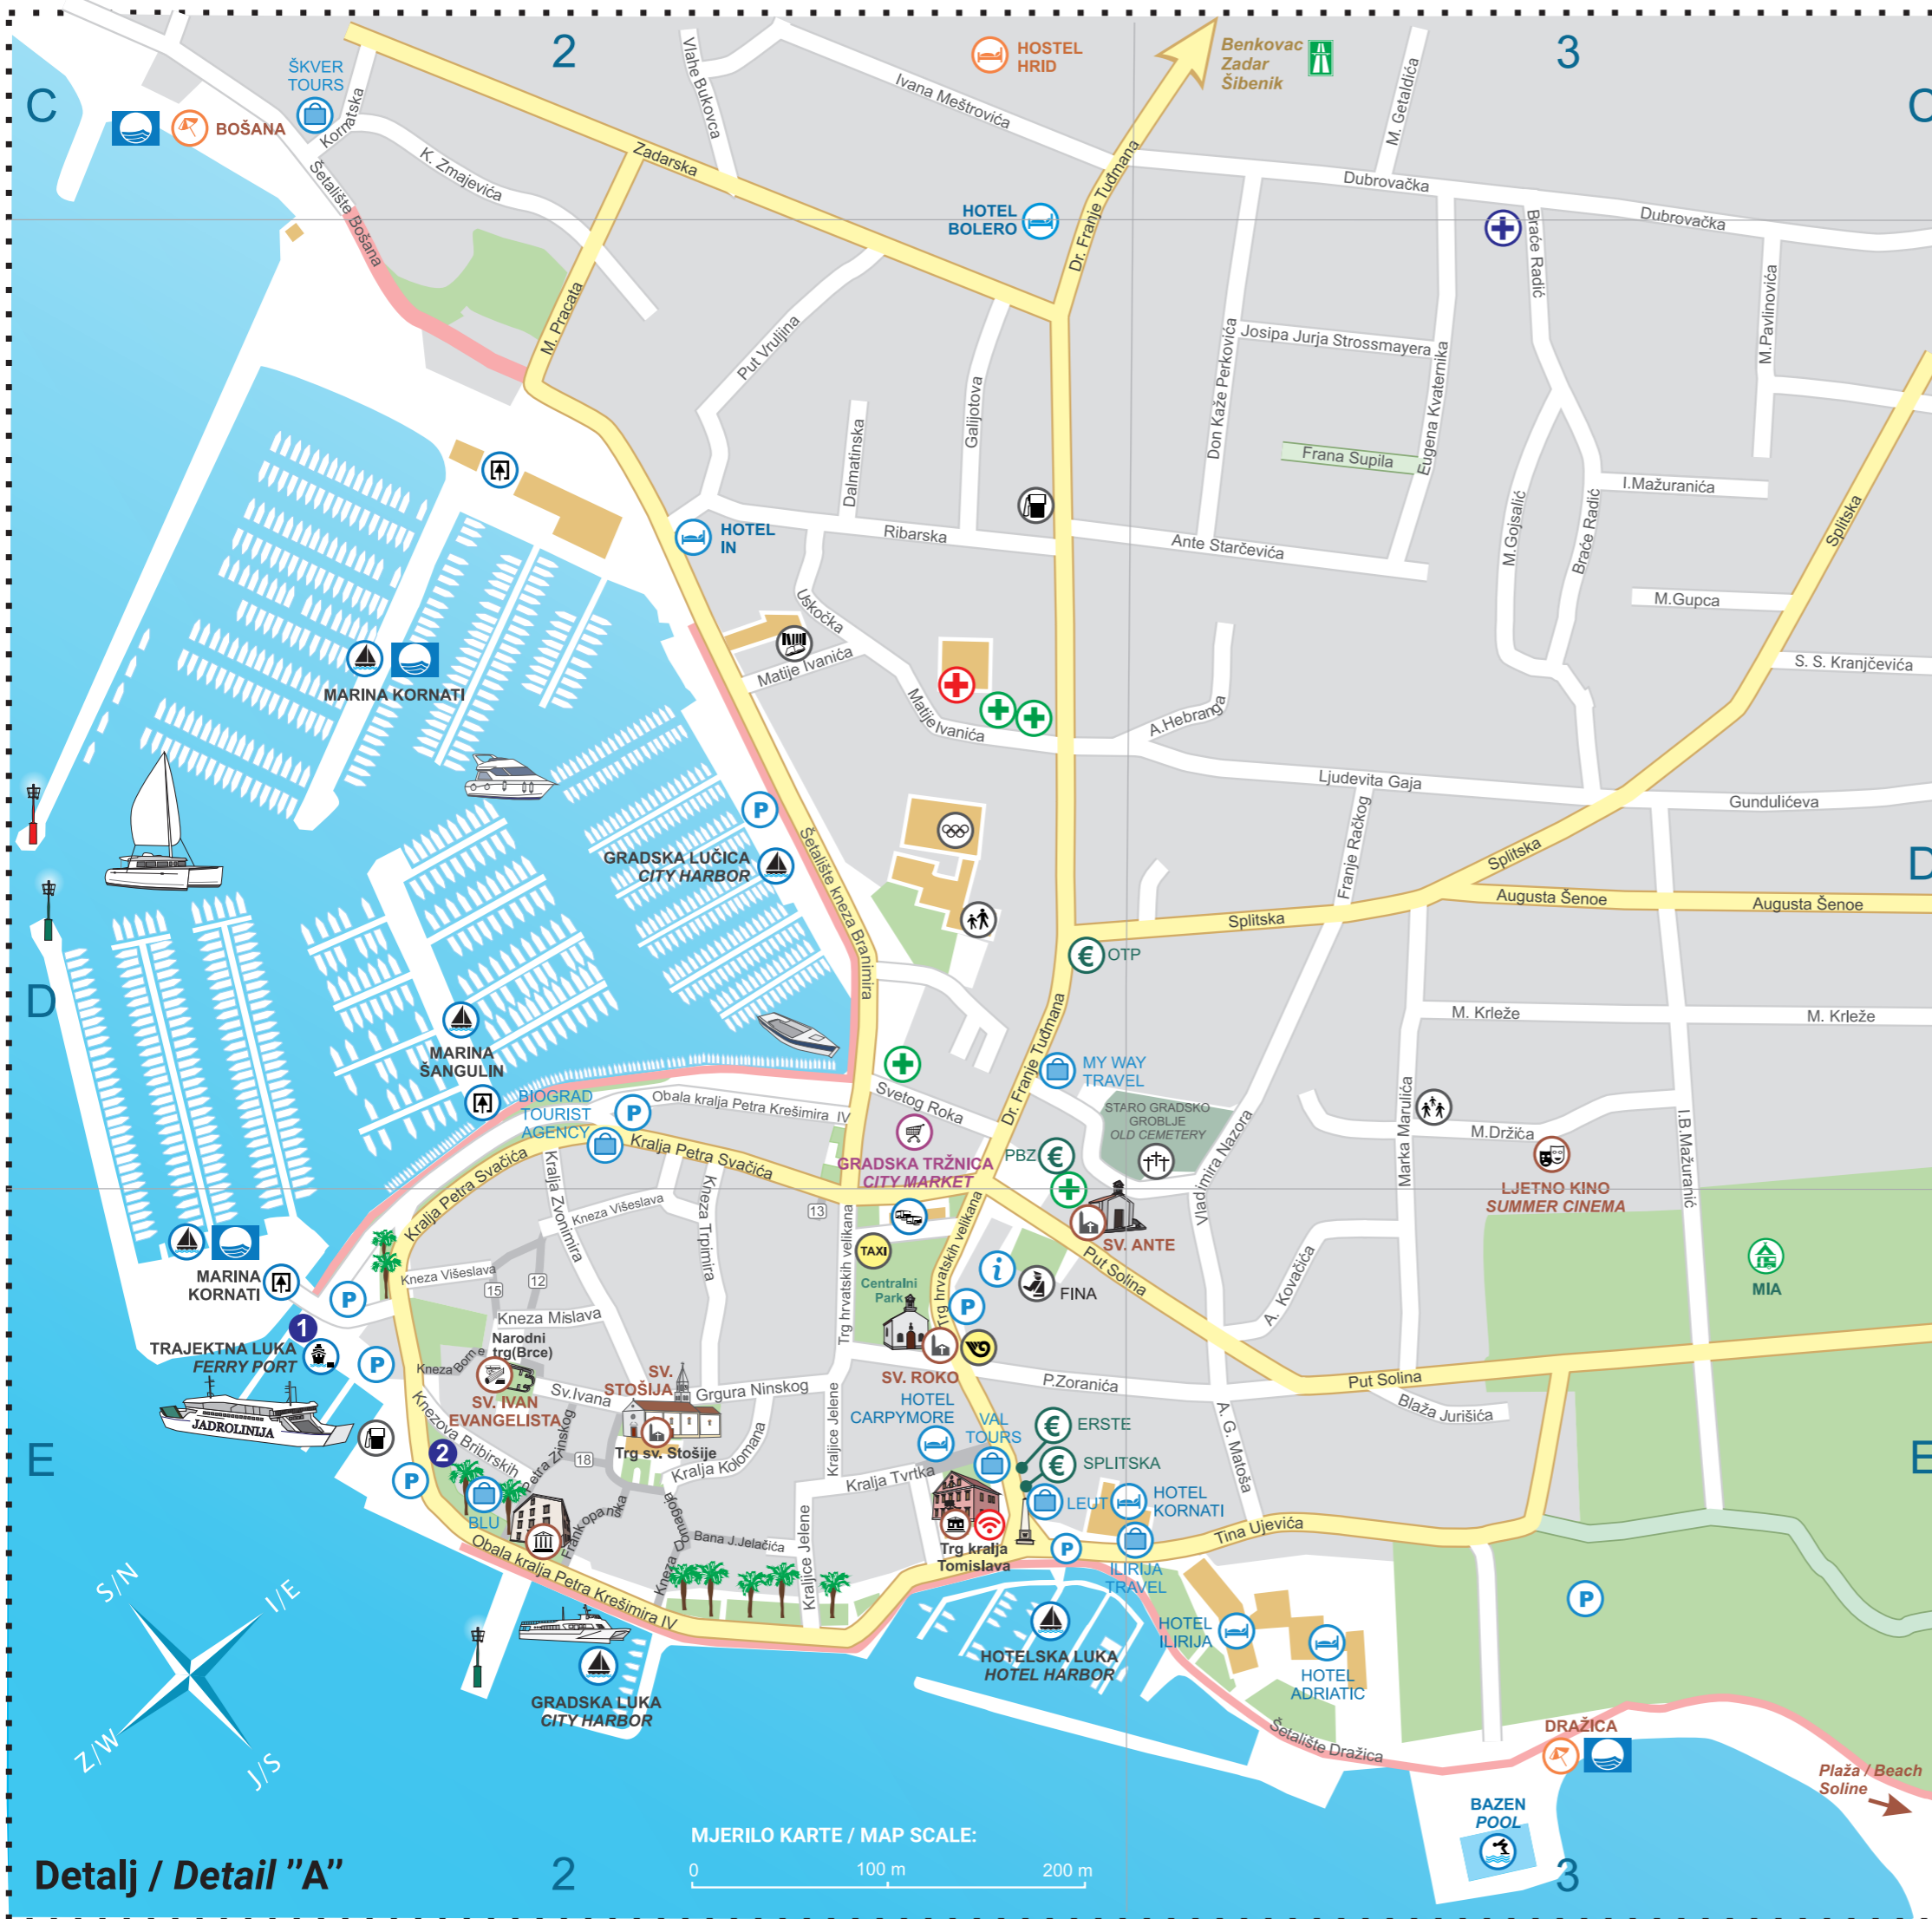 2
3
C
C
ŠKVER
TOURS
BOŠANA
Kornatska
K. Zmajevića
Šetalište Bošana
Vlahe Bukovca
Zadarska
HOSTEL
HRID
Ivana Meštrovića
Benkovac
Zadar
Šibenik
M. Getaldića
Dubrovačka
Dubrovačka
HOTEL
BOLERO
Dr. Franje Tuđmana
Braće Radić
M.Pavlinovića
M. Pracata
Put Vruljina
Galijotova
Dalmatinska
Don Kaže Perkovića
Josipa Jurja Strossmayera
Eugena Kvaternika
Frana Supila
I.Mažuranića
M.Gojsalić
Braće Radić
Splitska
HOTEL
IN
Ribarska
Ante Starčevića
M.Gupca
Uskočka
Matije Ivanića
Matije Ivanića
S. S. Kranjčevića
MARINA KORNATI
A.Hebranga
Ljudevita Gaja
Gundulićeva
P
GRADSKA LUČICA
CITY HARBOR
Šetalište kneza Branimira
Franje Račkog
Splitska
Splitska
Augusta Šenoe
Augusta Šenoe
D
D
€
OTP
M. Krleže
M. Krleže
MARINA
ŠANGULIN
Dr. Franje Tuđmana
MY WAY
TRAVEL
BIOGRAD
TOURIST
AGENCY
P
Obala kralja Petra Krešimira IV
Svetog Roka
STARO GRADSKO
GROBLJE
OLD CEMETERY
Vladimira Nazora
Marka Marulića
M.Držića
I.B.Mažuranić
Kralja Petra Svačića
Kralja Petra Svačića
GRADSKA TRŽNICA
CITY MARKET
PBZ
€
LJETNO KINO
SUMMER CINEMA
Kralja Zvonimira
Kneza Višeslava
Kneza Trpimira
13
Trg hrvatskih velikana
Trg hrvatskih velikana
TAXI
SV. ANTE
Put Solina
i
FINA
Centralni
Park
P
A. Kovačića
MIA
MARINA
KORNATI
P
Kneza Višeslava
15
12
Kneza Mislava
1
TRAJEKTNA LUKA
FERRY PORT
P
Narodni
trg(Brce)
Kneza Borne
SV. IVAN
EVANGELISTA
Sv.Ivana
SV.
STOŠIJA
Grgura Ninskog
SV. ROKO
P.Zoranića
Put Solina
Blaža Jurišića
JADROLINIJA
Knezova Bribirskih
HOTEL
CARPYMORE
VAL
TOURS
€
ERSTE
€
SPLITSKA
A. G. Matoša
E
E
2
Petra Zrinskog
18
Trg sv. Stošije
Kralja Kolomana
Kraljice Jelene
Kralja Tvrtka
P
BLU
LEUT
HOTEL
KORNATI
Frankopanska
Kneza Domagoja
Bana J.Jelačića
Kraljice Jelene
Trg kralja
Tomislava
P
Tina Ujevića
ILIRIJA
TRAVEL
Obala kralja Petra Krešimira IV
P
S/N
I/E
Z/W
J/S
HOTEL
ILIRIJA
HOTEL
ADRIATIC
HOTELSKA LUKA
HOTEL HARBOR
GRADSKA LUKA
CITY HARBOR
Šetalište Dražica
DRAŽICA
Plaža / Beach
Soline
BAZEN
POOL
MJERILO KARTE / MAP SCALE:
0
100 m
200 m
Detalj / Detail ”A”
2
3